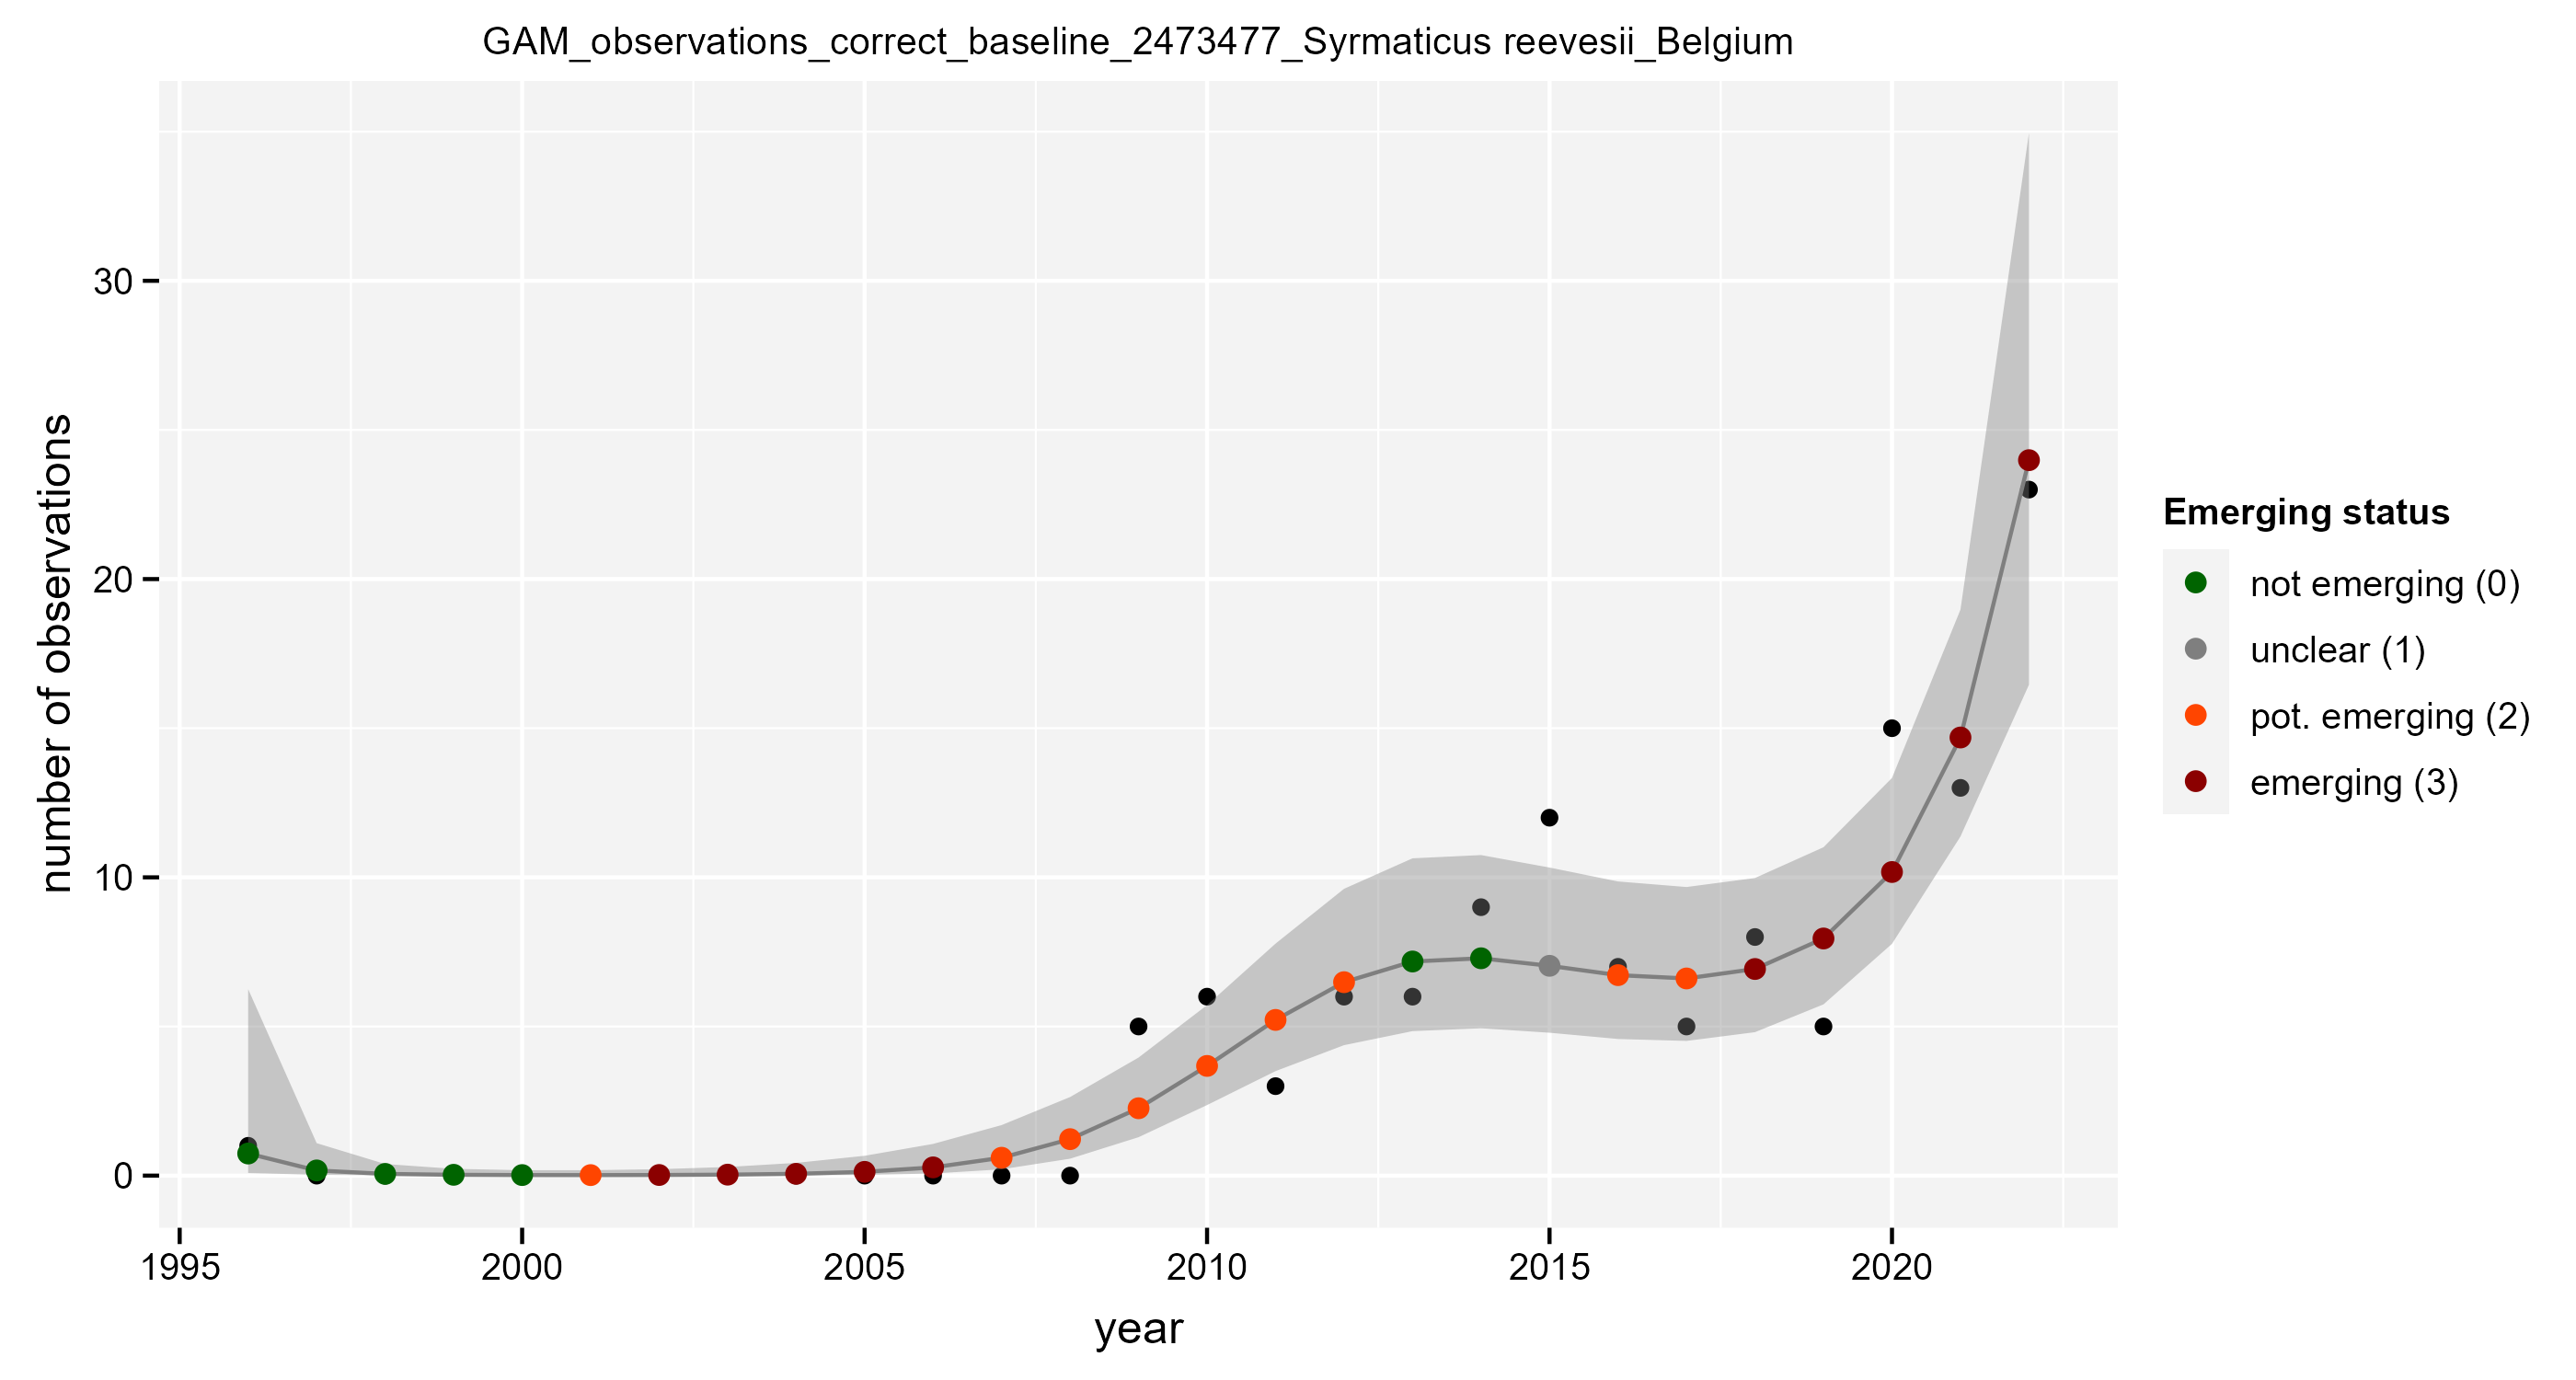 GAM_observations_correct_baseline_2473477_Syrmaticus reevesii_Belgium
number of observations
30
20
10
0
1995 2000 2005 2010 2015 2020
year
Emerging status
not emerging (0)
unclear (1)
pot. emerging (2)
emerging (3)